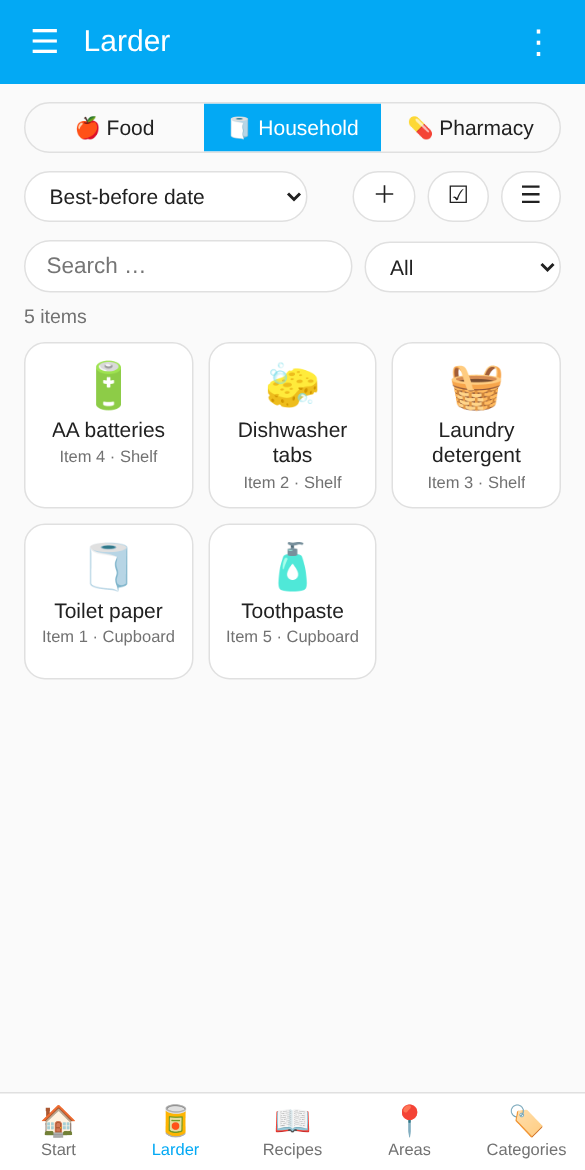 Larder
Food
Household
Pharmacy
Best-before date
Search …
All
5 items
AA batteries
Item 4 · Shelf
Dishwasher
tabs
Item 2 · Shelf
Laundry
detergent
Item 3 · Shelf
Toilet paper
Item 1 · Cupboard
Toothpaste
Item 5 · Cupboard
Start
Larder
Recipes
Areas
Categories